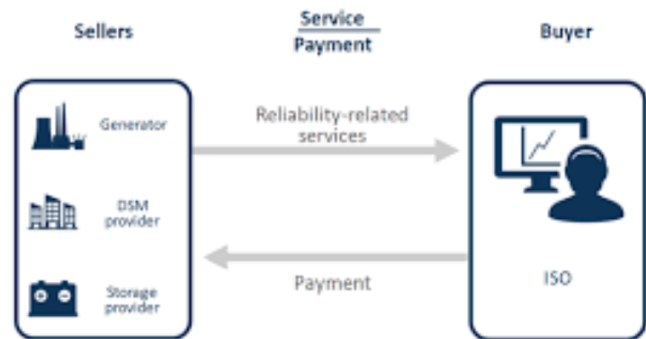 Sellers
Service
Payment
Buyer
Generator
DSM
provider
Storage
provider
Reliability-related
services
Payment
ISO